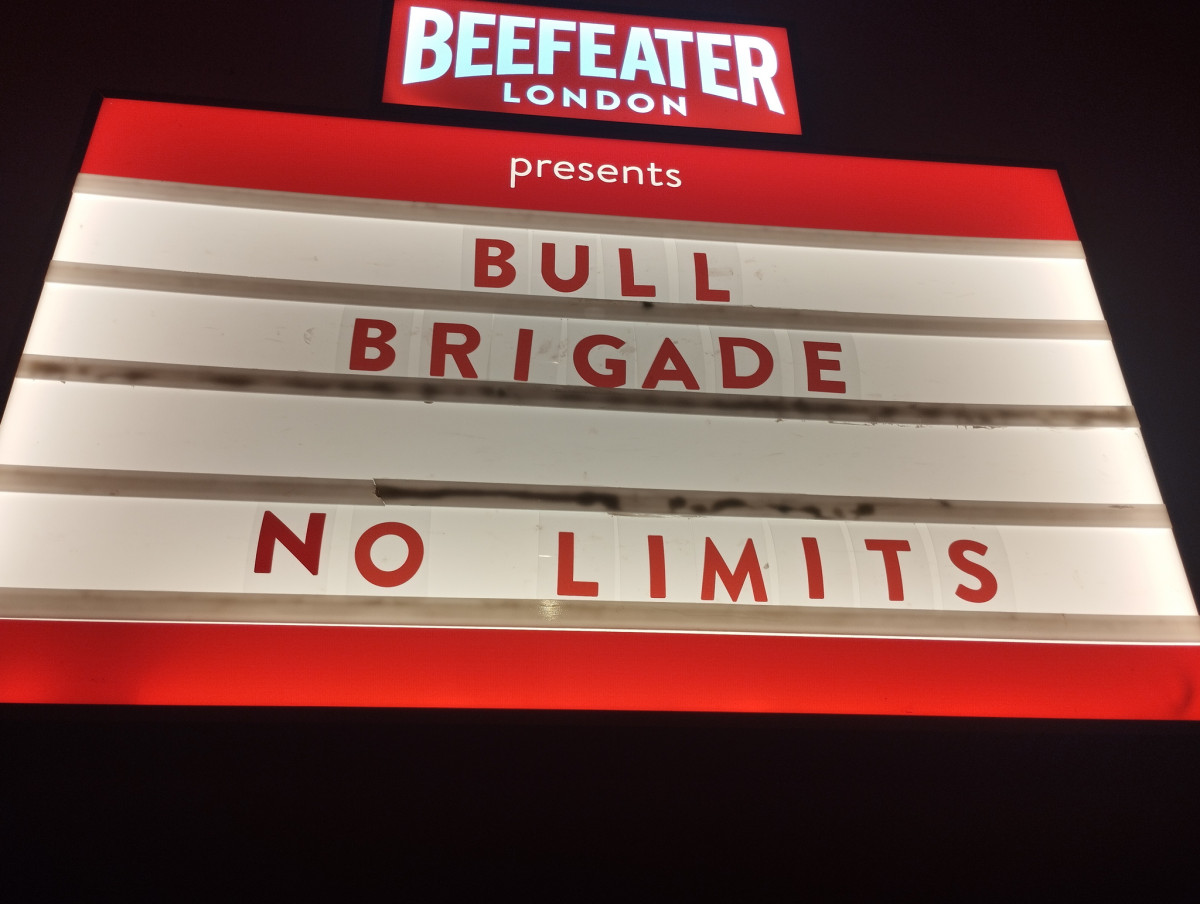 BEEFEATER
LONDON
presents
BULL
BRIGADE
NO LIMITS